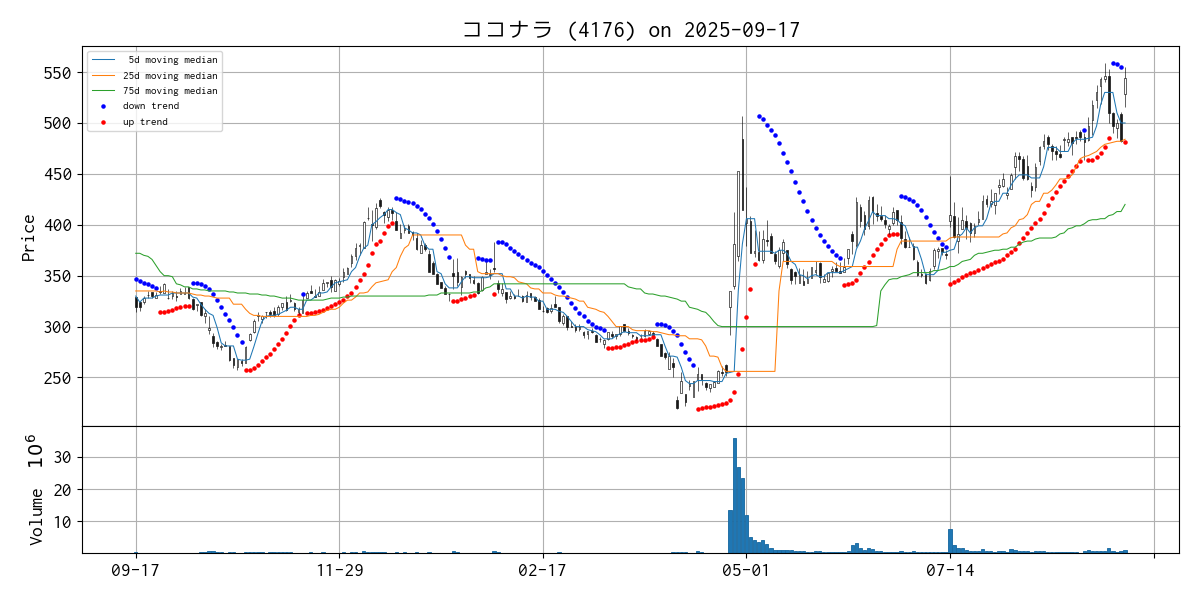 ココナラ (4176) on 2025-09-17
5d moving median
25d moving median
75d moving median
down trend
up trend
Price
550
500
450
400
350
300
250
Volume 10^6
30
20
10
09-17
11-29
02-17
05-01
07-14